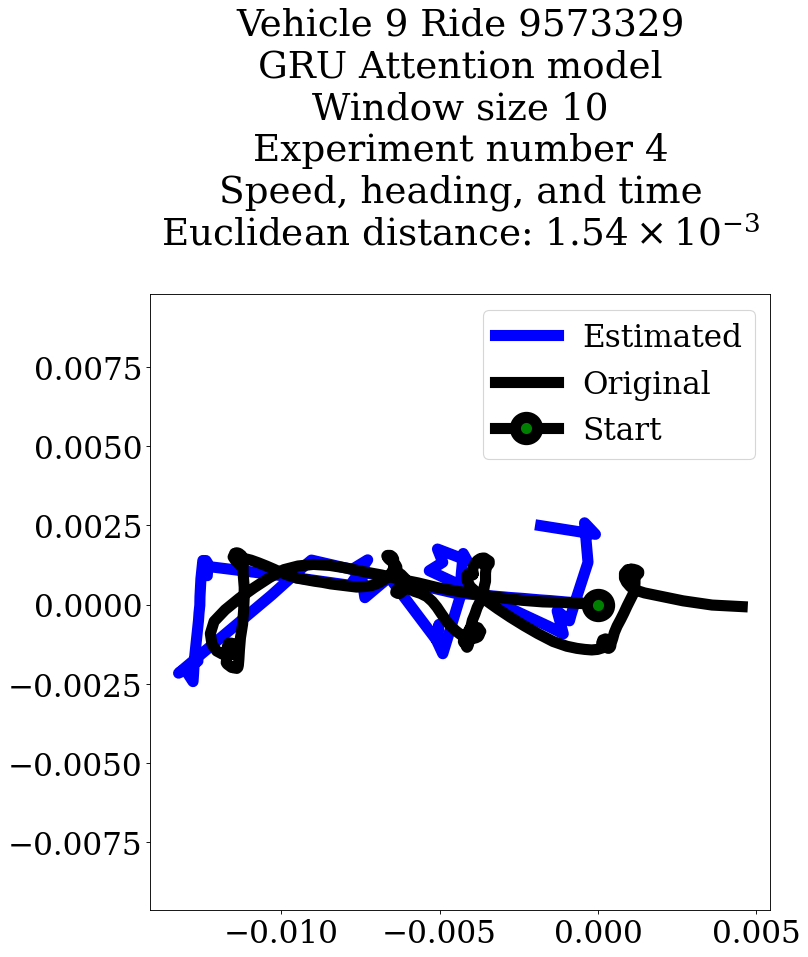 Vehicle 9 Ride 9573329
GRU Attention model
Window size 10
Experiment number 4
Speed, heading, and time
Euclidean distance: 1.54 × 10⁻³
Estimated
Original
Start
0.0075
0.0050
0.0025
0.0000
−0.0025
−0.0050
−0.0075
−0.010 −0.005 0.000 0.005